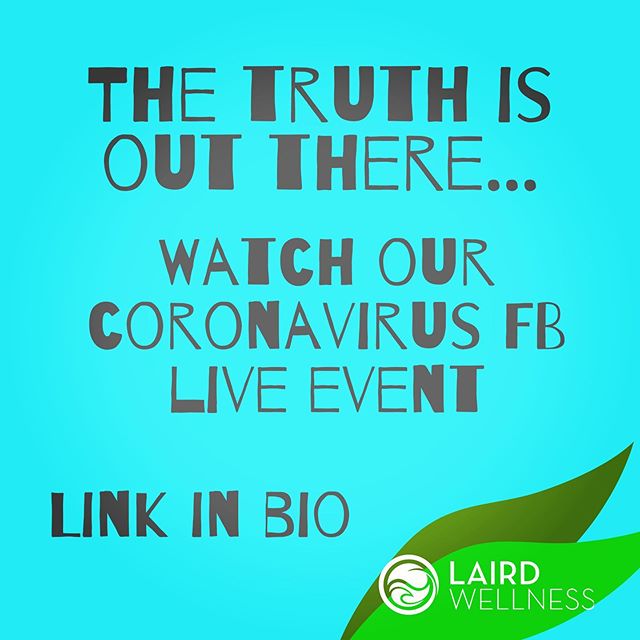 THE TRUTH IS
OUT THERE...
WATCH OUR
CORONAVIRUS FB
LIVE EVENT
LINK IN BIO
LAIRD
WELLNESS